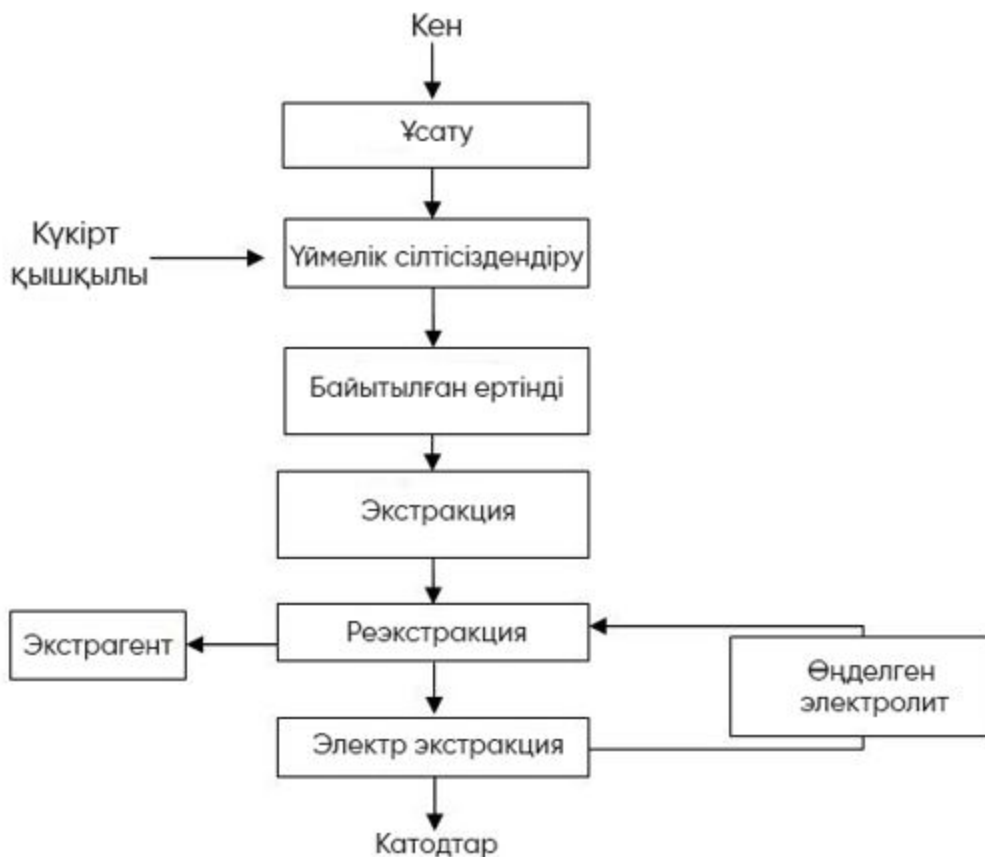 Кен
Ұсату
Күкірт
қышқылы
Үймелік сілтісіздендіру
Байытылған ертінді
Экстракция
Экстрагент
Реэкстракция
Өңделген
электролит
Электр экстракция
Катодтар